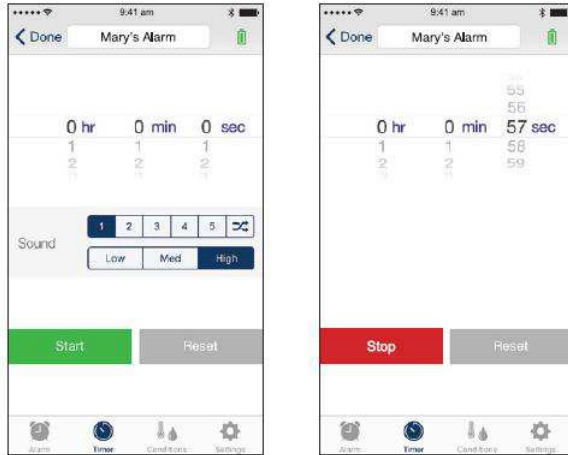 9:41 am
Done Mary's Alarm
0 hr 0 min 0 sec
1 1 1
2 2 2
Sound
1 2 3 4 5
Low Med High
Start Reset
Alarm Timer Conditions Settings
9:41 am
Done Mary's Alarm
55
56
0 hr 0 min 57 sec
1 1 58
2 2 59
Stop Reset
Alarm Timer Conditions Settings